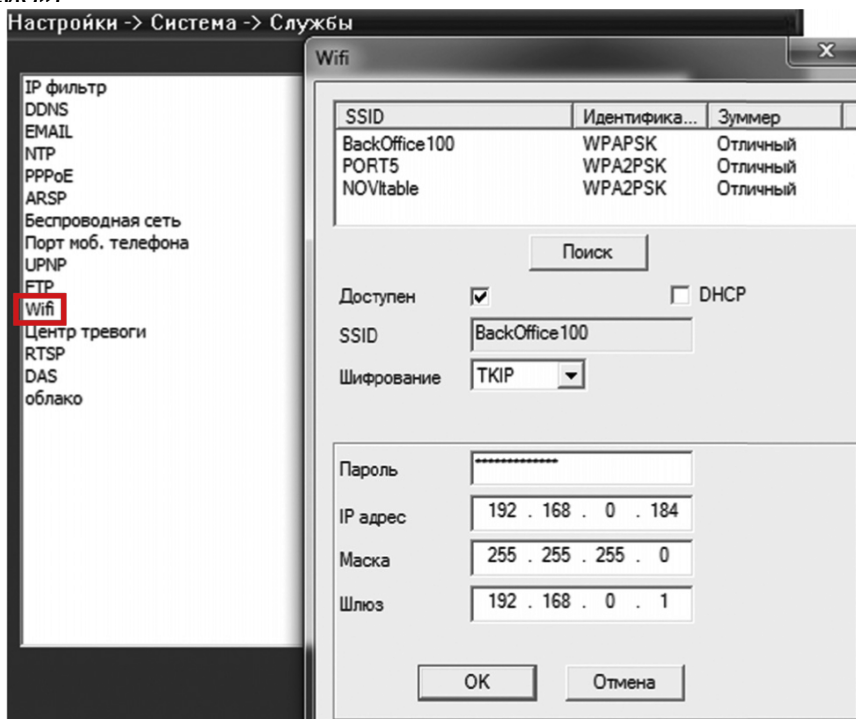 Настройки -> Система -> Службы
IP фильтр
DDNS
EMAIL
NTP
PPPoE
ARSP
Беспроводная сеть
Порт моб. телефона
UPNP
FTP
Wifi
Центр тревоги
RTSP
DAS
облако
Wifi
x
SSID Идентифика... Зуммер
BackOffice100 WPAPSK Отличный
PORT5 WPA2PSK Отличный
NOVItable WPA2PSK Отличный
Поиск
Доступен DHCP
SSID BackOffice100
Шифрование TKIP
Пароль *************
IP адрес 192 . 168 . 0 . 184
Маска 255 . 255 . 255 . 0
Шлюз 192 . 168 . 0 . 1
OK Отмена